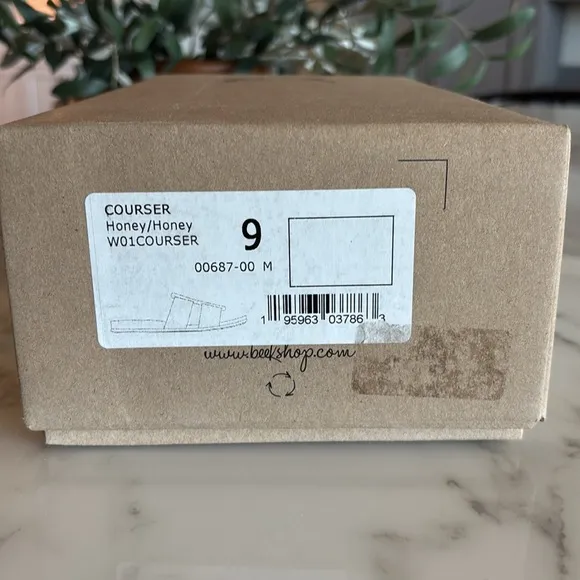 COURSER
Honey/Honey
W01COURSER
9
00687-00 M
1 95963 03786 3
www.beekshop.com